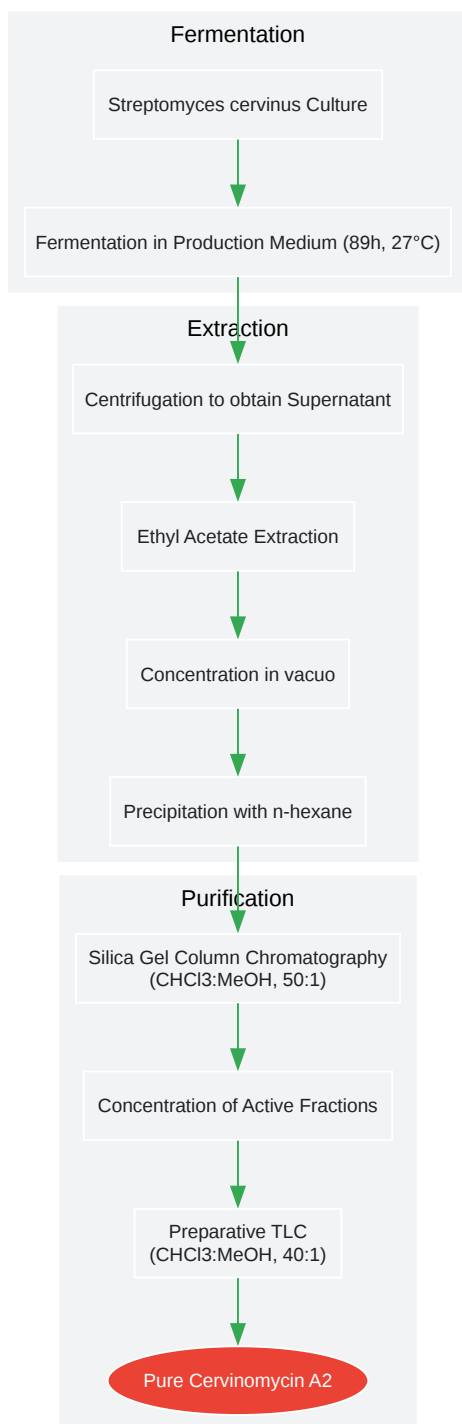 Fermentation
Streptomyces cervinus Culture
Fermentation in Production Medium (89h, 27°C)
Extraction
Centrifugation to obtain Supernatant
Ethyl Acetate Extraction
Concentration in vacuo
Precipitation with n-hexane
Purification
Silica Gel Column Chromatography
(CHCl3:MeOH, 50:1)
Concentration of Active Fractions
Preparative TLC
(CHCl3:MeOH, 40:1)
Pure Cervinomycin A2